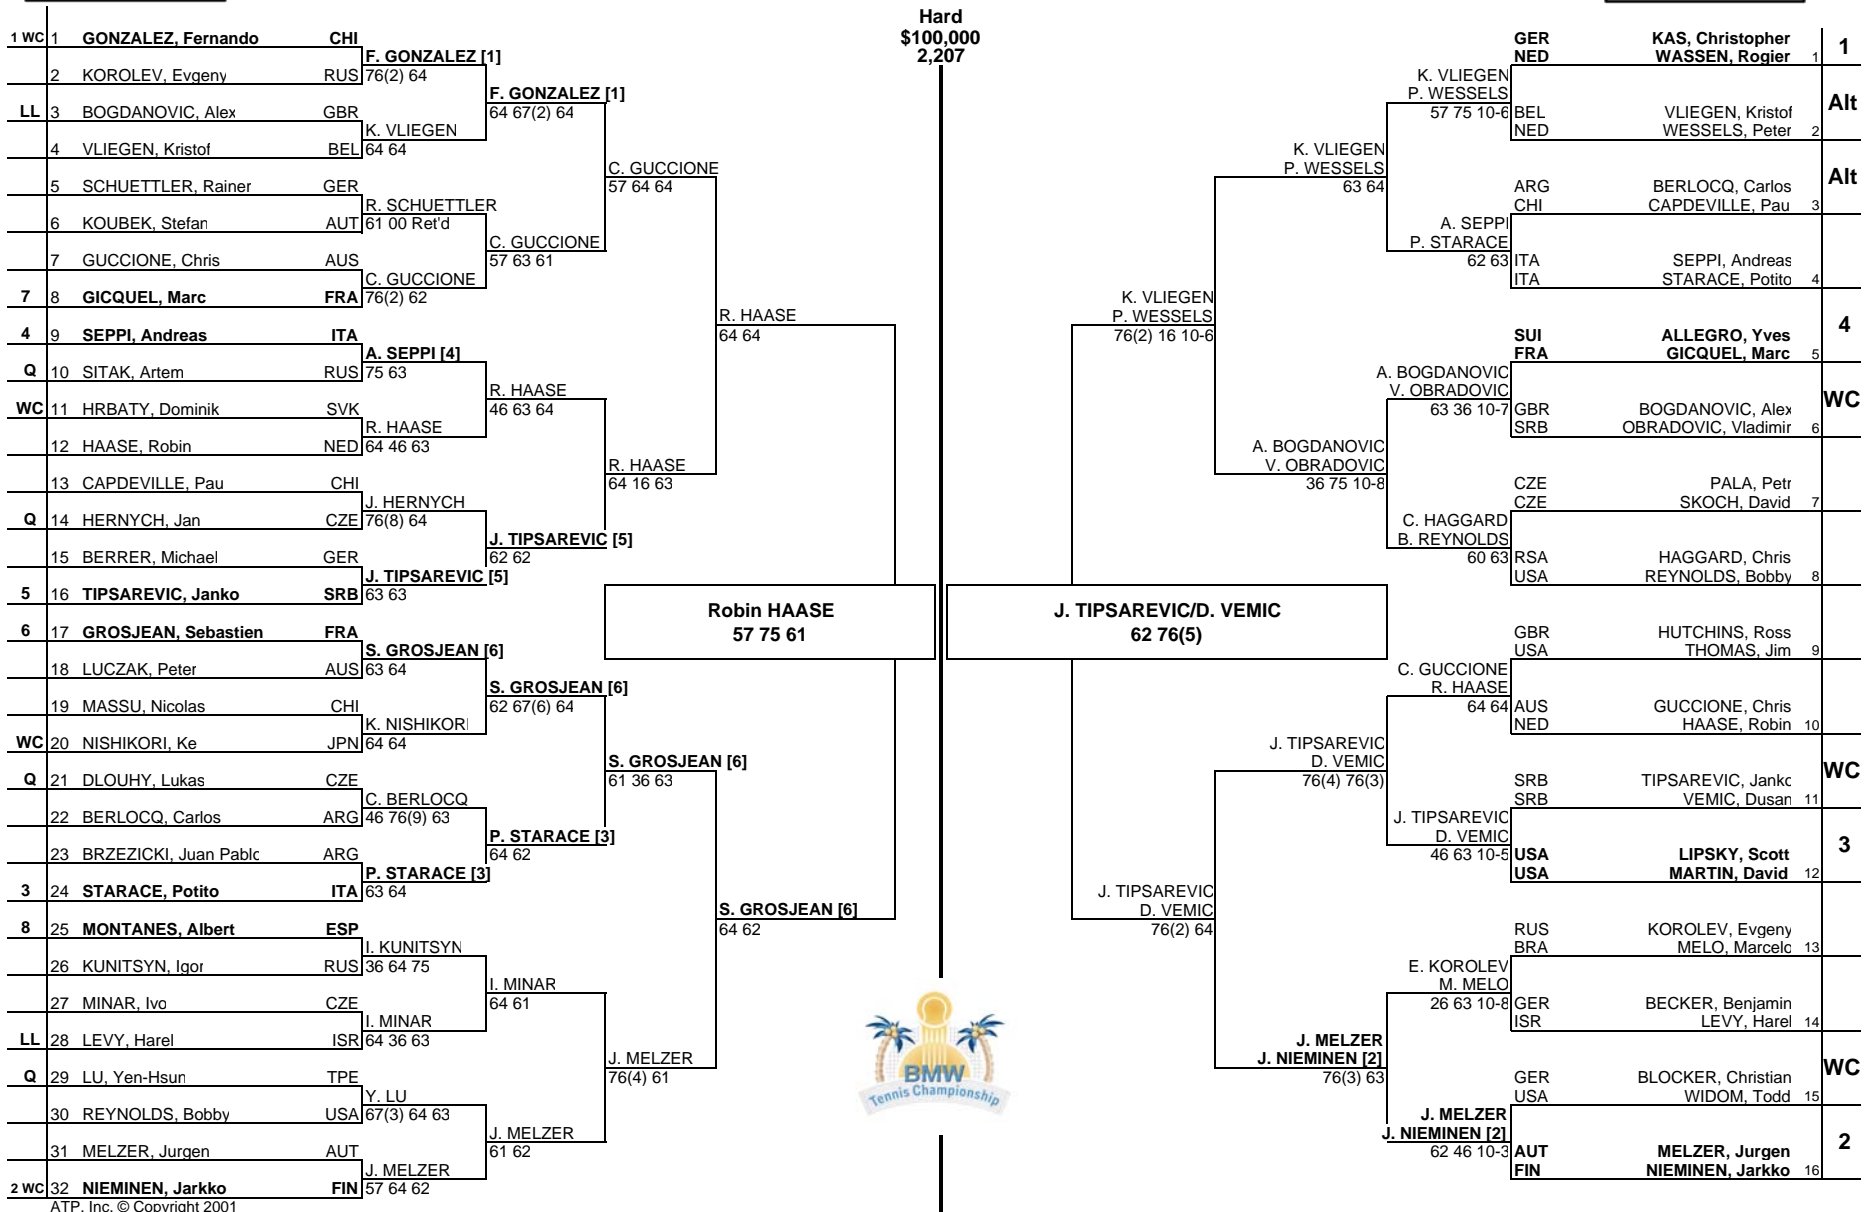 Hard
$100,000
2,207
1 WC 1 GONZALEZ, Fernando CHI
F. GONZALEZ [1]
2 KOROLEV, Evgeny RUS 76(2) 64
F. GONZALEZ [1]
LL 3 BOGDANOVIC, Alex GBR 64 67(2) 64
K. VLIEGEN
4 VLIEGEN, Kristof BEL 64 64
C. GUCCIONE
5 SCHUETTLER, Rainer GER 57 64 64
R. SCHUETTLER
6 KOUBEK, Stefan AUT 61 00 Ret'd
C. GUCCIONE
7 GUCCIONE, Chris AUS 57 63 61
C. GUCCIONE
7 8 GICQUEL, Marc FRA 76(2) 62
R. HAASE
4 9 SEPPI, Andreas ITA 64 64
A. SEPPI [4]
Q 10 SITAK, Artem RUS 75 63
R. HAASE
WC 11 HRBATY, Dominik SVK 46 63 64
R. HAASE
12 HAASE, Robin NED 64 46 63
R. HAASE
13 CAPDEVILLE, Pau CHI 64 16 63
J. HERNYCH
Q 14 HERNYCH, Jan CZE 76(8) 64
J. TIPSAREVIC [5]
15 BERRER, Michael GER 62 62
J. TIPSAREVIC [5]
5 16 TIPSAREVIC, Janko SRB 63 63
Robin HAASE
57 75 61
6 17 GROSJEAN, Sebastien FRA
S. GROSJEAN [6]
18 LUCZAK, Peter AUS 63 64
S. GROSJEAN [6]
19 MASSU, Nicolas CHI 62 67(6) 64
K. NISHIKORI
WC 20 NISHIKORI, Ke JPN 64 64
S. GROSJEAN [6]
Q 21 DLOUHY, Lukas CZE 61 36 63
C. BERLOCQ
22 BERLOCQ, Carlos ARG 46 76(9) 63
P. STARACE [3]
23 BRZEZICKI, Juan Pablo ARG 64 62
P. STARACE [3]
3 24 STARACE, Potito ITA 63 64
S. GROSJEAN [6]
8 25 MONTANES, Albert ESP 64 62
I. KUNITSYN
26 KUNITSYN, Igor RUS 36 64 75
I. MINAR
27 MINAR, Ivo CZE 64 61
I. MINAR
LL 28 LEVY, Harel ISR 64 36 63
J. MELZER
Q 29 LU, Yen-Hsun TPE 76(4) 61
Y. LU
30 REYNOLDS, Bobby USA 67(3) 64 63
J. MELZER
31 MELZER, Jurgen AUT 61 62
J. MELZER
2 WC 32 NIEMINEN, Jarkko FIN 57 64 62
ATP, Inc. © Copyright 2001
BMW
Tennis Championship
GER KAS, Christopher 1
NED WASSEN, Rogier 1
K. VLIEGEN
P. WESSELS
57 75 10-6
BEL VLIEGEN, Kristof Alt
NED WESSELS, Peter 2
K. VLIEGEN
P. WESSELS
63 64
ARG BERLOCQ, Carlos Alt
CHI CAPDEVILLE, Pau 3
A. SEPPI
P. STARACE
62 63
ITA SEPPI, Andreas
ITA STARACE, Potito 4
K. VLIEGEN
P. WESSELS
76(2) 16 10-6
SUI ALLEGRO, Yves 4
FRA GICQUEL, Marc 5
A. BOGDANOVIC
V. OBRADOVIC
63 36 10-7
GBR BOGDANOVIC, Alex WC
SRB OBRADOVIC, Vladimir 6
A. BOGDANOVIC
V. OBRADOVIC
36 75 10-8
CZE PALA, Petr
CZE SKOCH, David 7
C. HAGGARD
B. REYNOLDS
60 63
RSA HAGGARD, Chris
USA REYNOLDS, Bobby 8
J. TIPSAREVIC/D. VEMIC
62 76(5)
GBR HUTCHINS, Ross
USA THOMAS, Jim 9
C. GUCCIONE
R. HAASE
64 64
AUS GUCCIONE, Chris
NED HAASE, Robin 10
J. TIPSAREVIC
D. VEMIC
76(4) 76(3)
SRB TIPSAREVIC, Janko WC
SRB VEMIC, Dusan 11
J. TIPSAREVIC
D. VEMIC
46 63 10-5
USA LIPSKY, Scott 3
USA MARTIN, David 12
J. TIPSAREVIC
D. VEMIC
76(2) 64
RUS KOROLEV, Evgeny
BRA MELO, Marcelo 13
E. KOROLEV
M. MELO
26 63 10-8
GER BECKER, Benjamin
ISR LEVY, Harel 14
J. MELZER
J. NIEMINEN [2]
76(3) 63
GER BLOCKER, Christian WC
USA WIDOM, Todd 15
J. MELZER
J. NIEMINEN [2]
62 46 10-3
AUT MELZER, Jurgen 2
FIN NIEMINEN, Jarkko 16